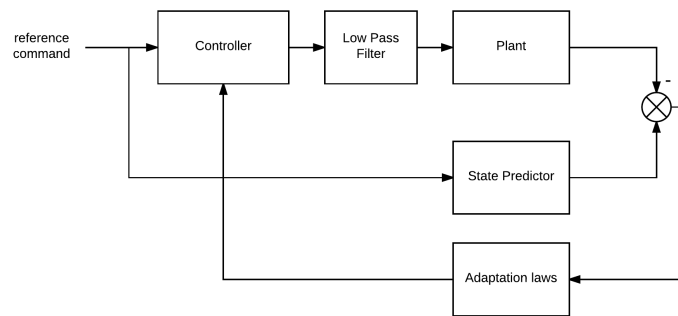 reference
command
Controller
Low Pass
Filter
Plant
-
State Predictor
Adaptation laws